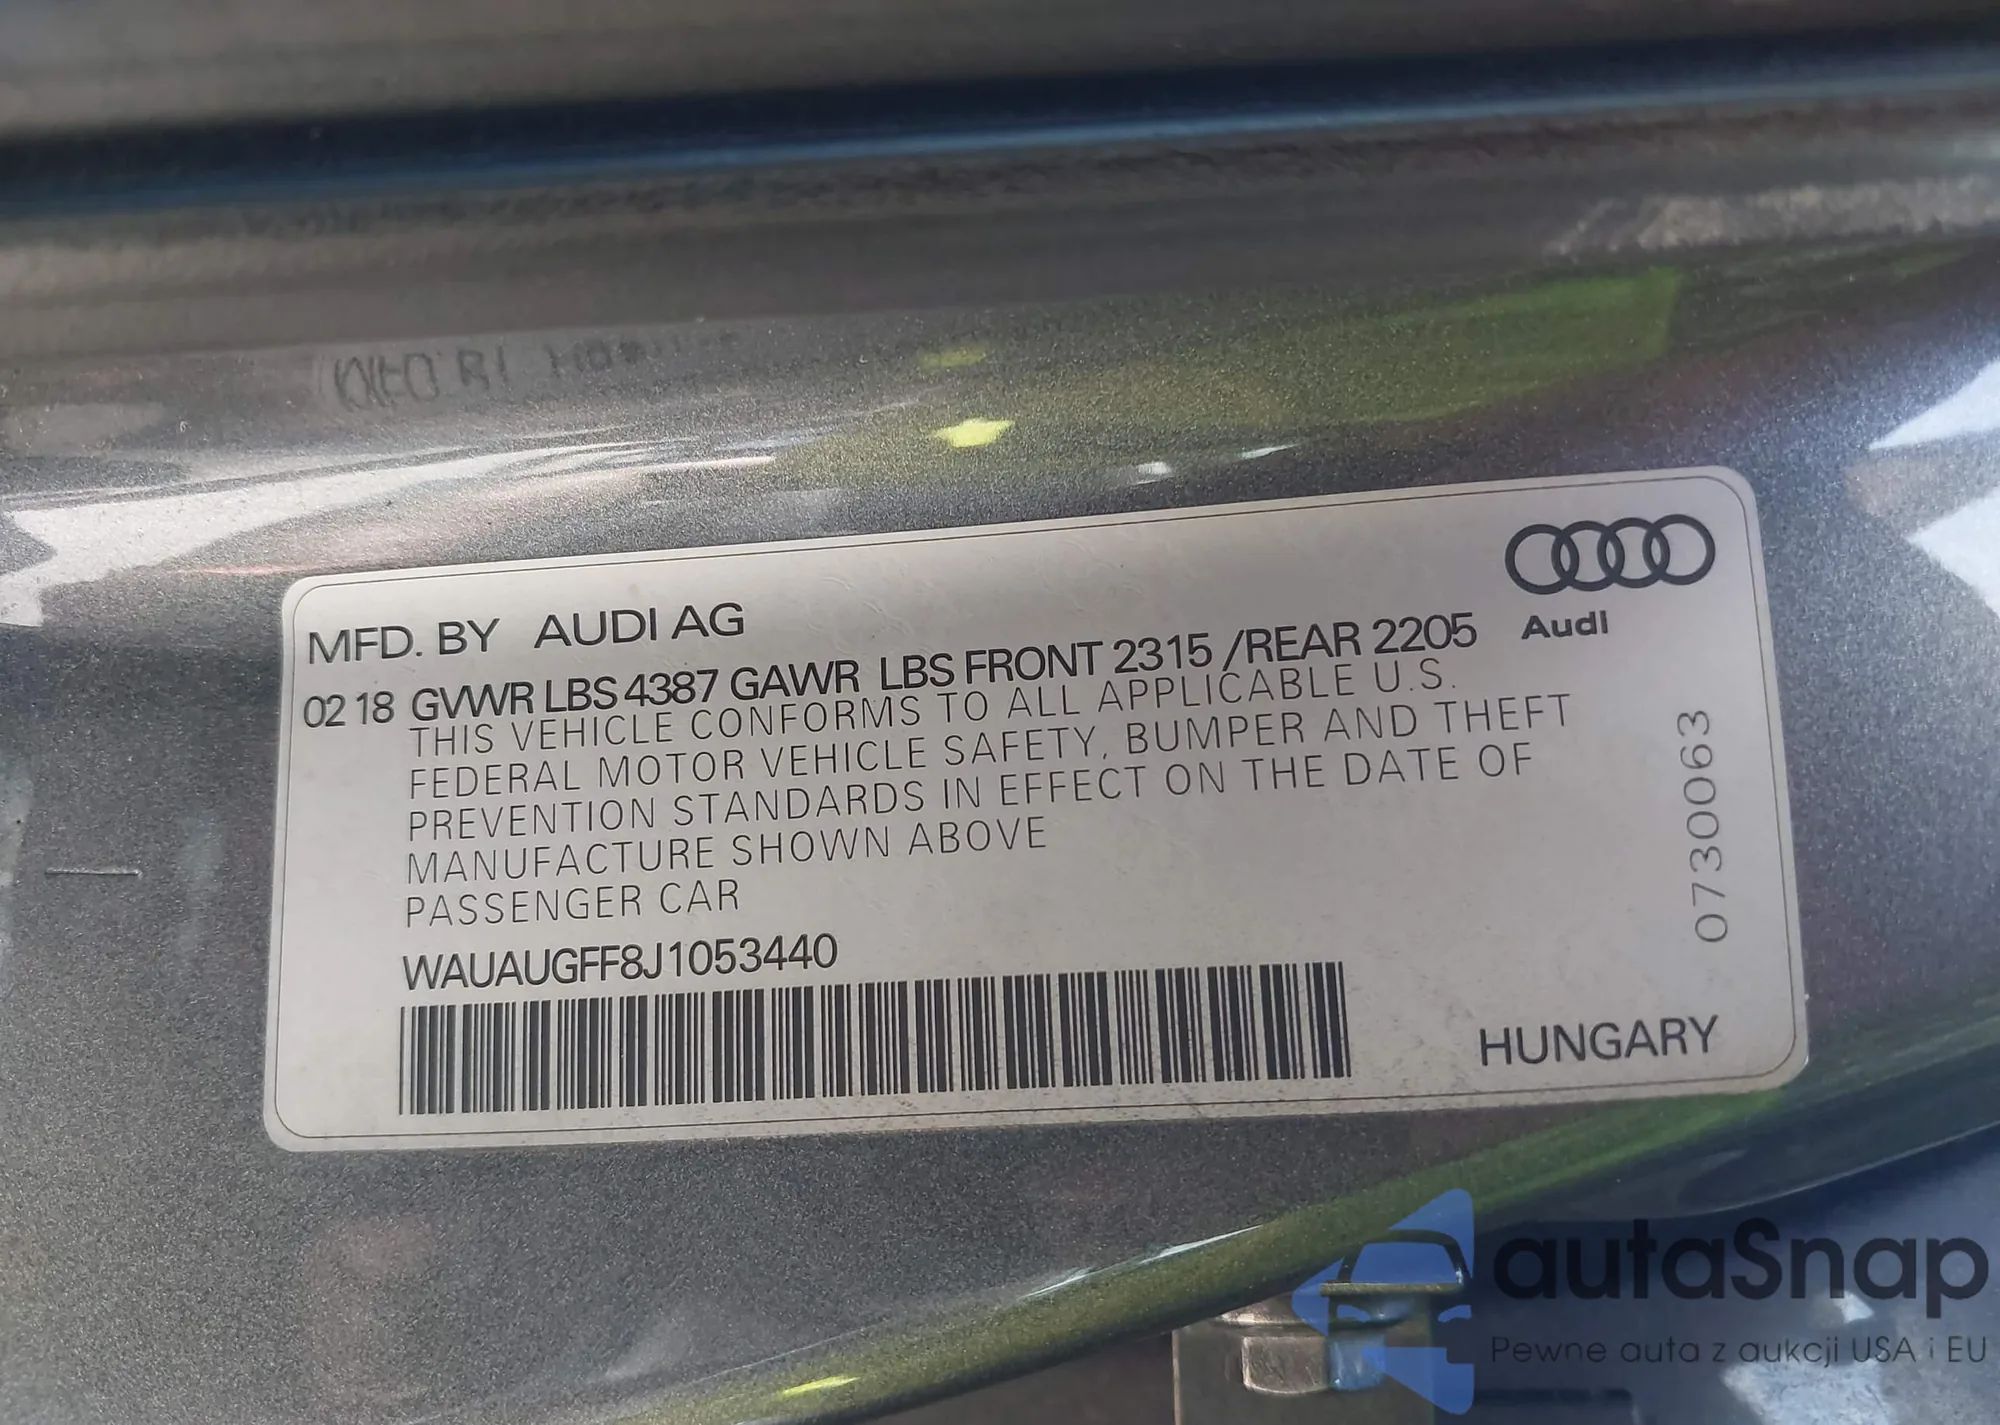 MFD. BY AUDI AG
Audi
02 18 GVWR LBS 4387 GAWR LBS FRONT 2315 /REAR 2205
THIS VEHICLE CONFORMS TO ALL APPLICABLE U.S.
FEDERAL MOTOR VEHICLE SAFETY, BUMPER AND THEFT
PREVENTION STANDARDS IN EFFECT ON THE DATE OF
MANUFACTURE SHOWN ABOVE
PASSENGER CAR
WAUAUGFF8J1053440
07300063
HUNGARY
autaSnap
Pewne auta z aukcji USA i EU